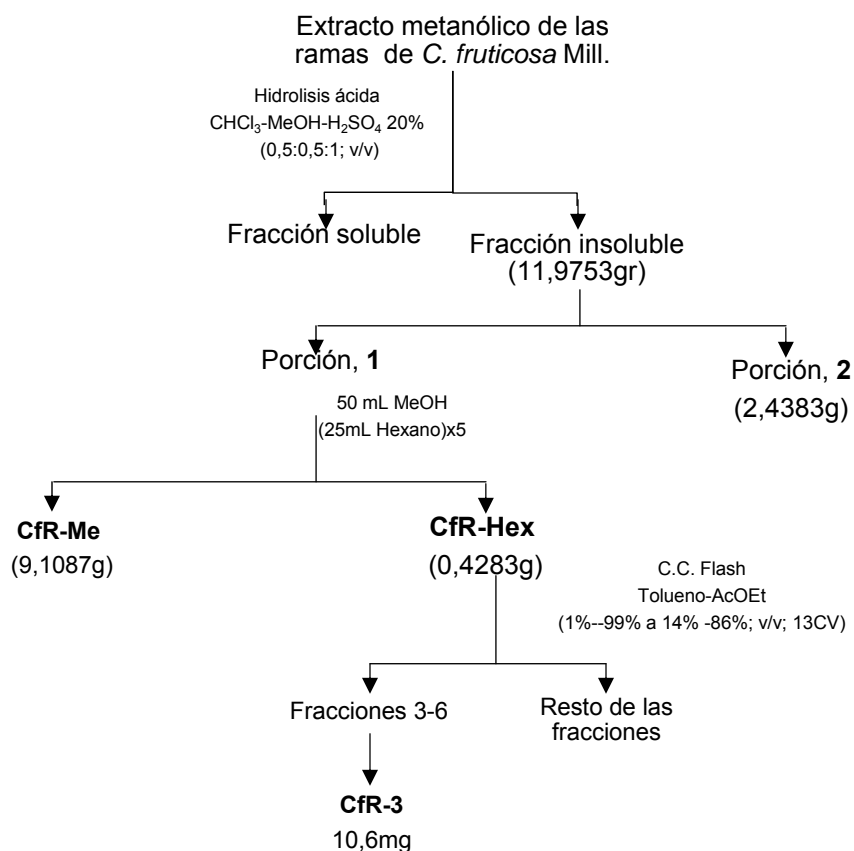 Extracto metanólico de las
ramas de C. fruticosa Mill.
Hidrolisis ácida
CHCl₃-MeOH-H₂SO₄ 20%
(0,5:0,5:1; v/v)
Fracción soluble
Fracción insoluble
(11,9753gr)
Porción, 1
Porción, 2
(2,4383g)
50 mL MeOH
(25mL Hexano)x5
CfR-Me
(9,1087g)
CfR-Hex
(0,4283g)
C.C. Flash
Tolueno-AcOEt
(1%--99% a 14% -86%; v/v; 13CV)
Fracciones 3-6
Resto de las
fracciones
CfR-3
10,6mg